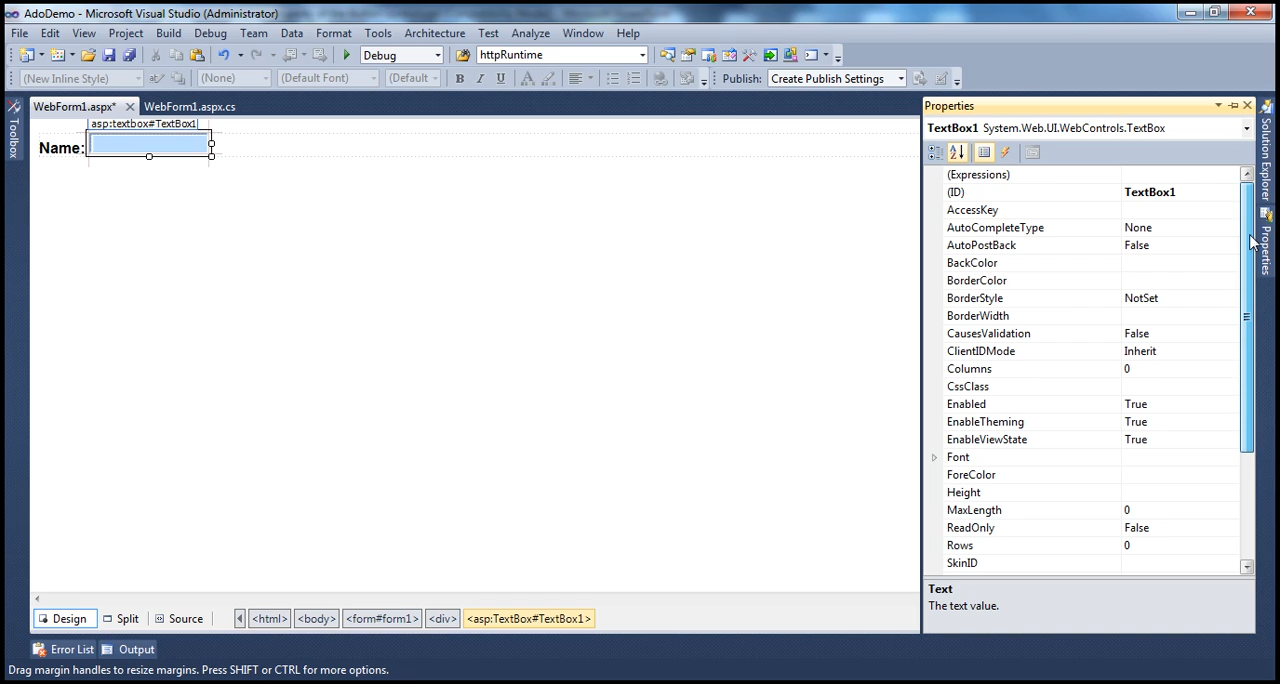 AdoDemo - Microsoft Visual Studio (Administrator)
File Edit View Project Build Debug Team Data Format Tools Architecture Test Analyze Window Help
Debug httpRuntime
(New Inline Style) (None) (Default Font) (Default B I U A Publish: Create Publish Settings
WebForm1.aspx* WebForm1.aspx.cs
asp:textbox#TextBox1
Name:
Toolbox
Properties
TextBox1 System.Web.UI.WebControls.TextBox
(Expressions)
(ID) TextBox1
AccessKey
AutoCompleteType None
AutoPostBack False
BackColor
BorderColor
BorderStyle NotSet
BorderWidth
CausesValidation False
ClientIDMode Inherit
Columns 0
CssClass
Enabled True
EnableTheming True
EnableViewState True
Font
ForeColor
Height
MaxLength 0
ReadOnly False
Rows 0
SkinID
Text
The text value.
Solution Explorer
Properties
Design Split Source <html> <body> <form#form1> <div> <asp:TextBox#TextBox1>
Error List Output
Drag margin handles to resize margins. Press SHIFT or CTRL for more options.